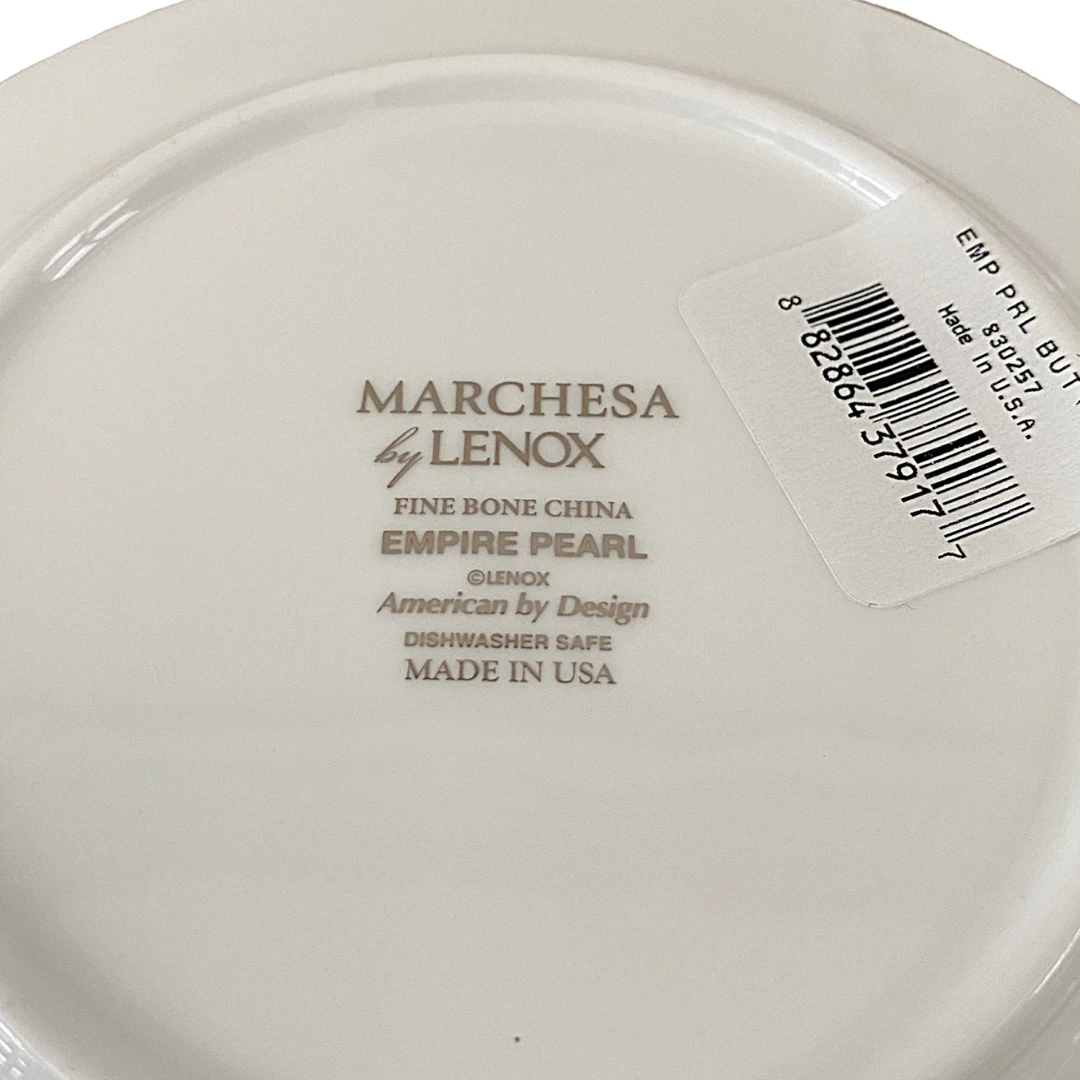 MARCHESA
by LENOX
FINE BONE CHINA
EMPIRE PEARL
©LENOX
American by Design
DISHWASHER SAFE
MADE IN USA
EMP PRL BUT
830257
Made In U.S.A.
8 82864 37917 7